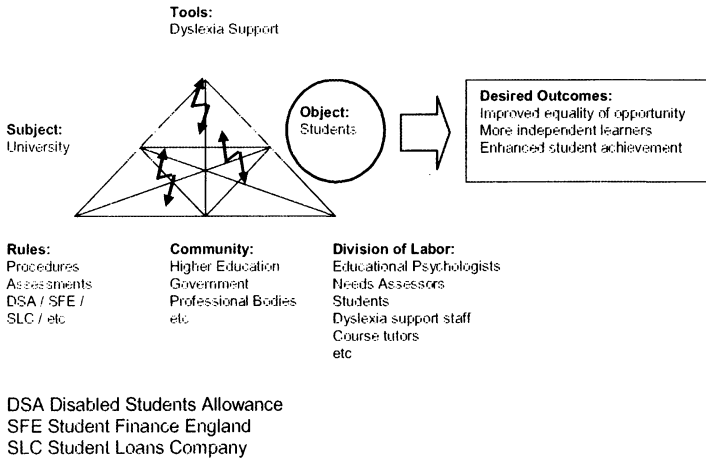 Tools:
Dyslexia Support
Subject:
University
Object:
Students
Desired Outcomes:
Improved equality of opportunity
More independent learners
Enhanced student achievement
Rules:
Procedures
Assessments
DSA / SFE /
SLC / etc
Community:
Higher Education
Government
Professional Bodies
etc
Division of Labor:
Educational Psychologists
Needs Assessors
Students
Dyslexia support staff
Course tutors
etc
DSA Disabled Students Allowance
SFE Student Finance England
SLC Student Loans Company